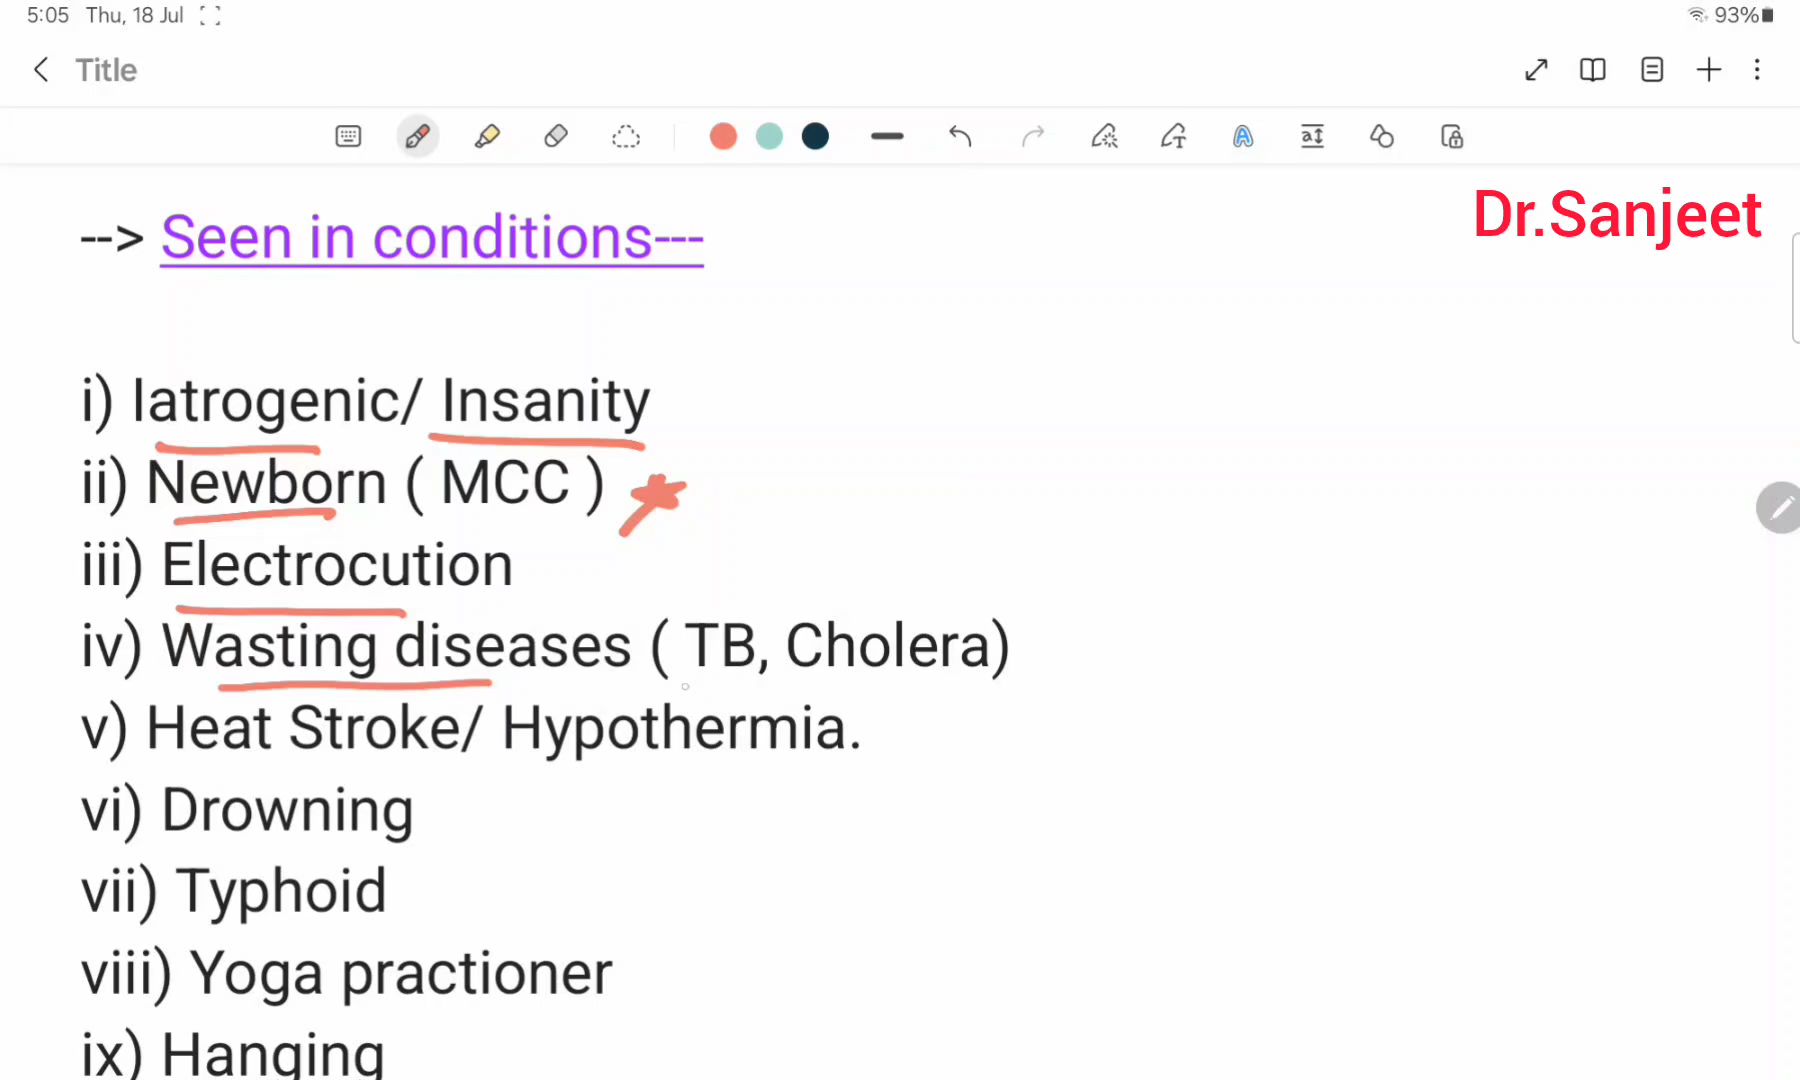 5:05 Thu, 18 Jul 93%
Title
Dr.Sanjeet
--> Seen in conditions---
i) Iatrogenic/ Insanity
ii) Newborn ( MCC )
iii) Electrocution
iv) Wasting diseases ( TB, Cholera)
v) Heat Stroke/ Hypothermia.
vi) Drowning
vii) Typhoid
viii) Yoga practioner
ix) Hanging